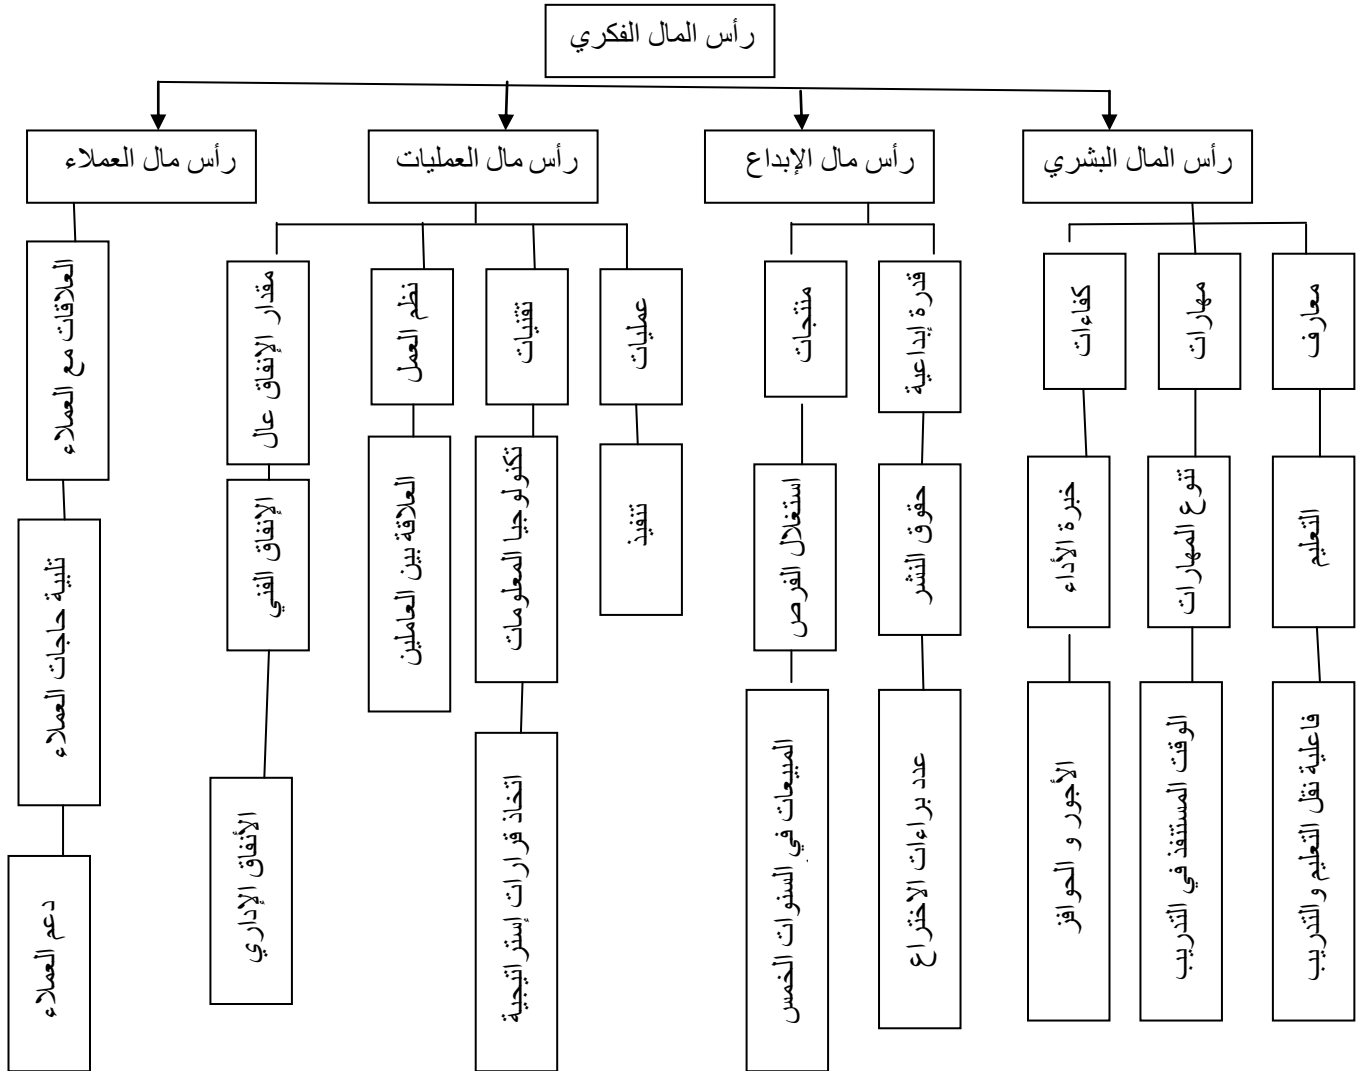 رأس المال الفكري
رأس المال البشري
رأس مال الإبداع
رأس مال العمليات
رأس مال العملاء
معارف
مهارات
كفاءات
قدرة إبداعية
منتجات
عمليات
تقنيات
نظم العمل
مقدار الإنفاق عال
العلاقات مع العملاء
التعليم
تنوع المهارات
خبرة الأداء
حقوق النشر
استغلال الفرص
تنفيذ
تكنولوجيا المعلومات
العلاقة بين العاملين
الإنفاق الفني
تلبية حاجات العملاء
فاعلية نقل التعليم والتدريب
الوقت المستنفذ في التدريب
الأجور و الحوافز
عدد براءات الاختراع
المبيعات في السنوات الخمس
اتخاذ قرارات إستراتيجية
الأنفاق الإداري
دعم العملاء